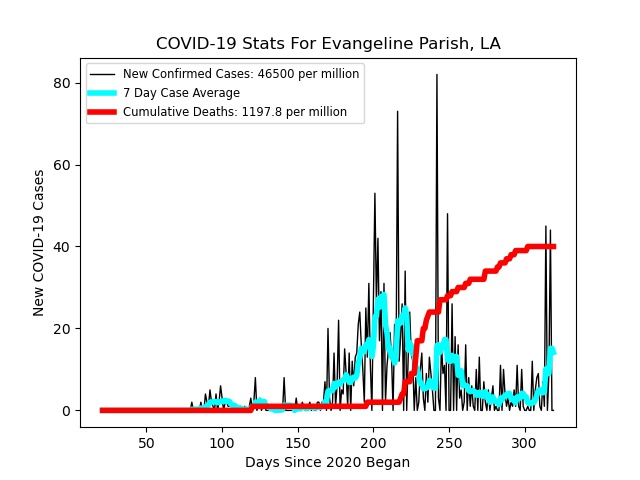 COVID-19 Stats For Evangeline Parish, LA
New Confirmed Cases: 46500 per million
7 Day Case Average
Cumulative Deaths: 1197.8 per million
New COVID-19 Cases
80
60
40
20
0
50 100 150 200 250 300
Days Since 2020 Began